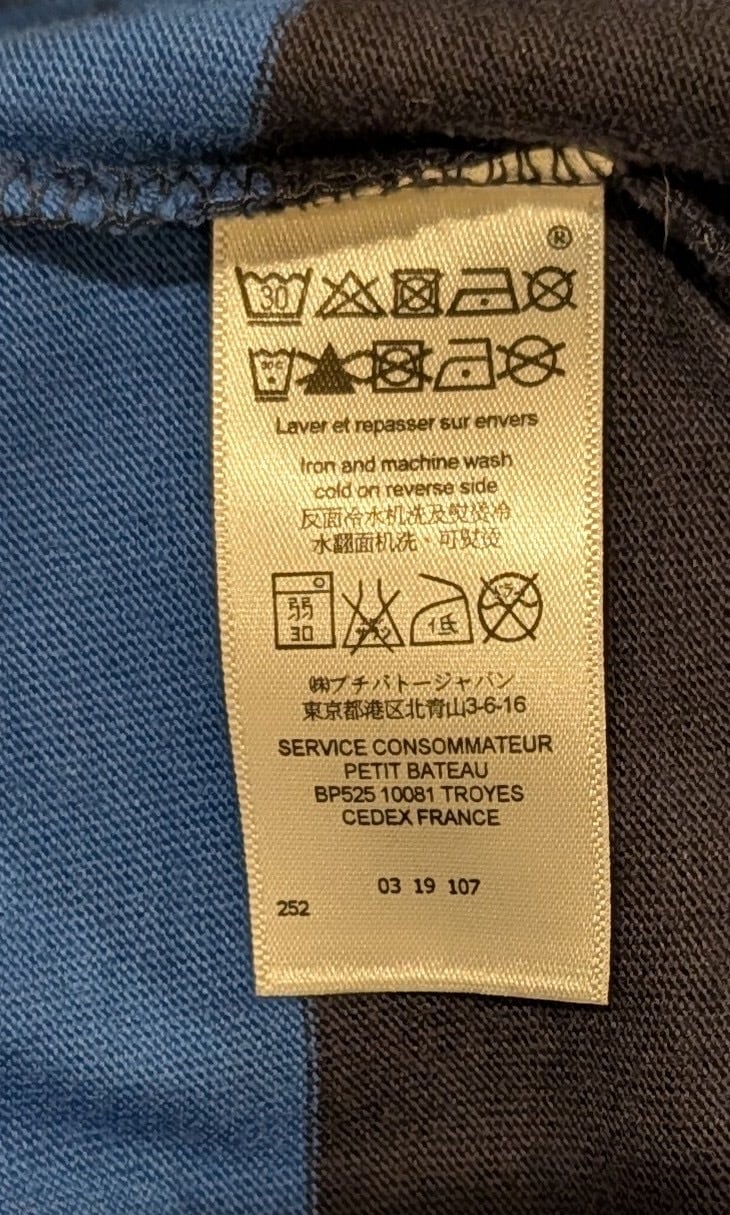 ®
30
30°C
Laver et repasser sur envers
Iron and machine wash
cold on reverse side
反面冷水机洗及熨烫冷
水翻面机洗、可熨烫
弱
30
低
㈱プチバトージャパン
東京都港区北青山3-6-16
SERVICE CONSOMMATEUR
PETIT BATEAU
BP525 10081 TROYES
CEDEX FRANCE
03 19 107
252